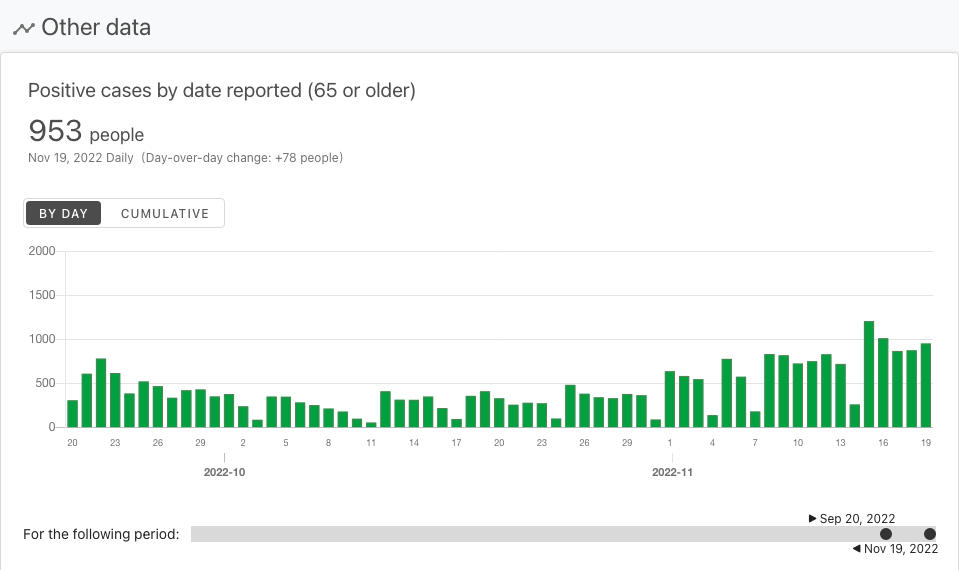 Other data
Positive cases by date reported (65 or older)
953 people
Nov 19, 2022 Daily (Day-over-day change: +78 people)
BY DAY CUMULATIVE
2000
1500
1000
500
0
20 23 26 29 2 5 8 11 14 17 20 23 26 29 1 4 7 10 13 16 19
2022-10 2022-11
▶ Sep 20, 2022
For the following period:
◀ Nov 19, 2022